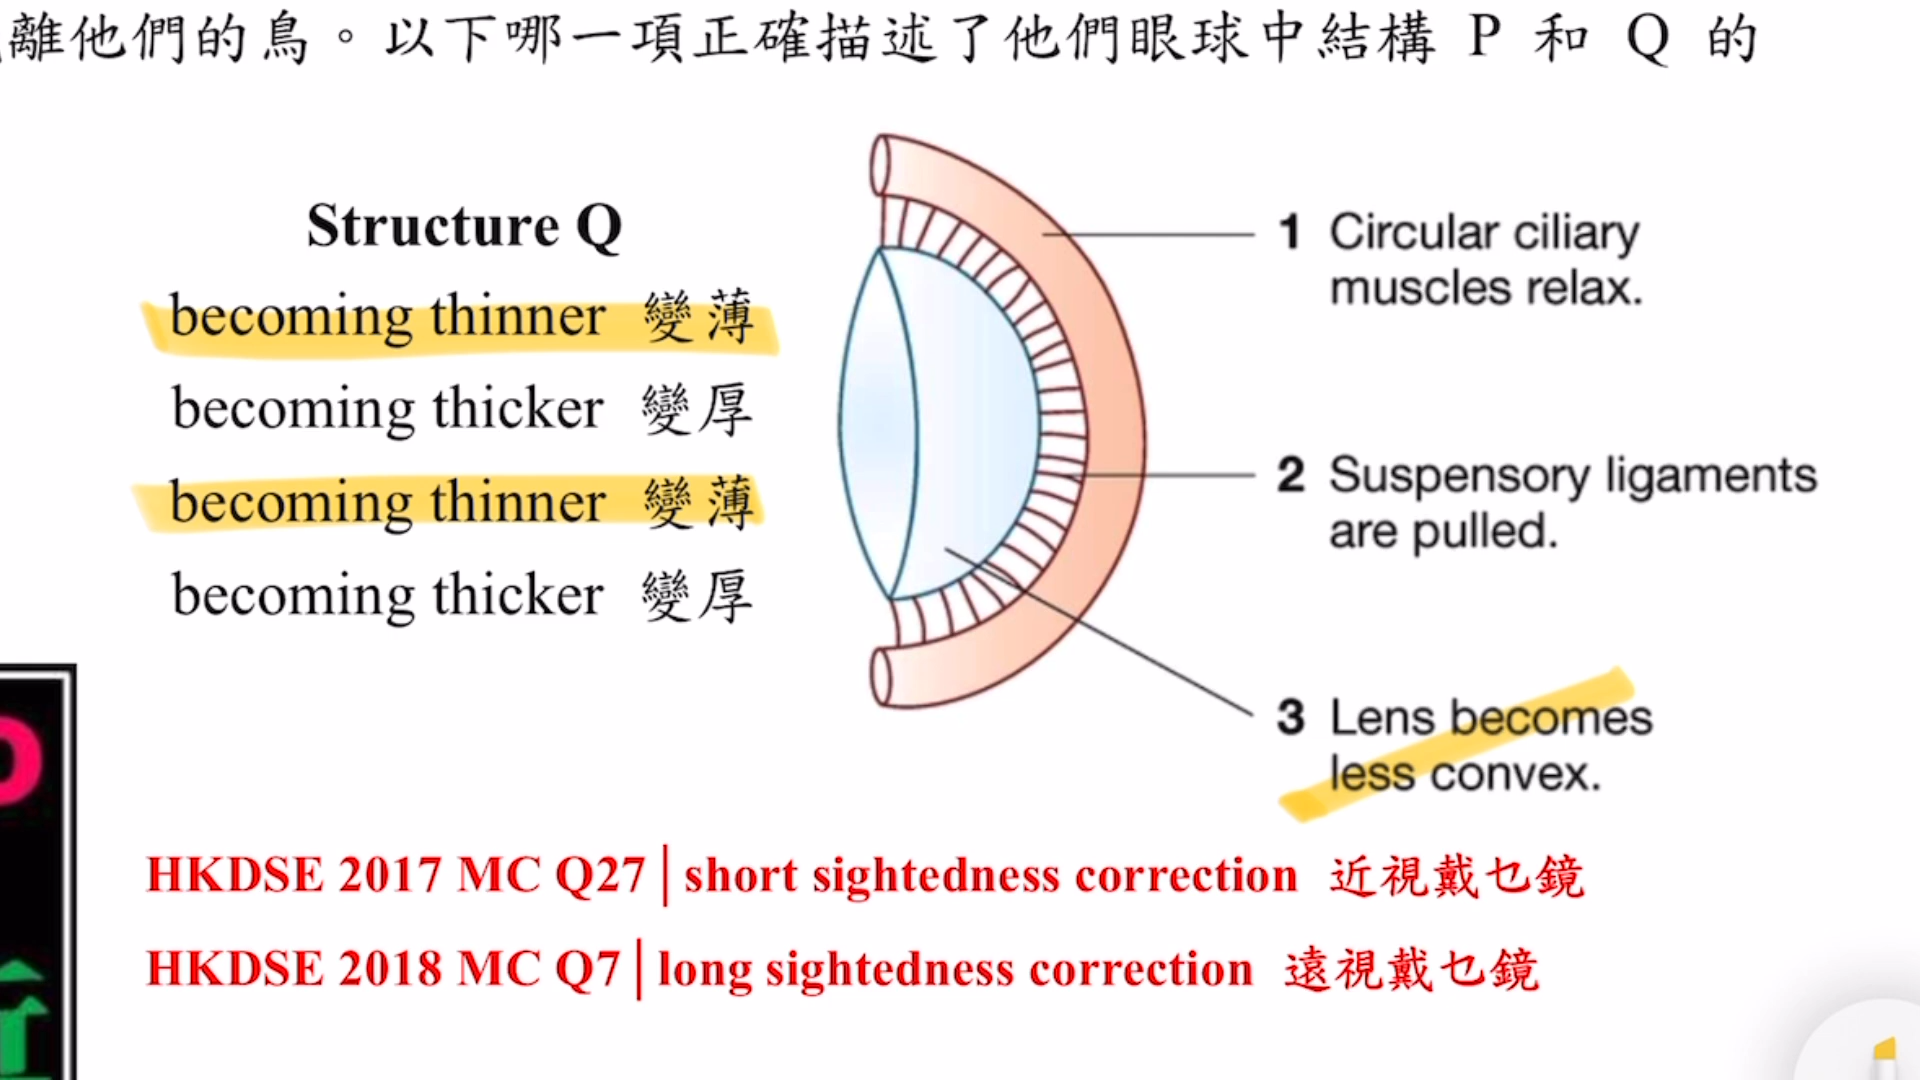 離他們的鳥。以下哪一項正確描述了他們眼球中結構 P 和 Q 的
Structure Q
becoming thinner 變薄
becoming thicker 變厚
becoming thinner 變薄
becoming thicker 變厚
1 Circular ciliary
muscles relax.
2 Suspensory ligaments
are pulled.
3 Lens becomes
less convex.
HKDSE 2017 MC Q27 | short sightedness correction 近視戴乜鏡
HKDSE 2018 MC Q7 | long sightedness correction 遠視戴乜鏡